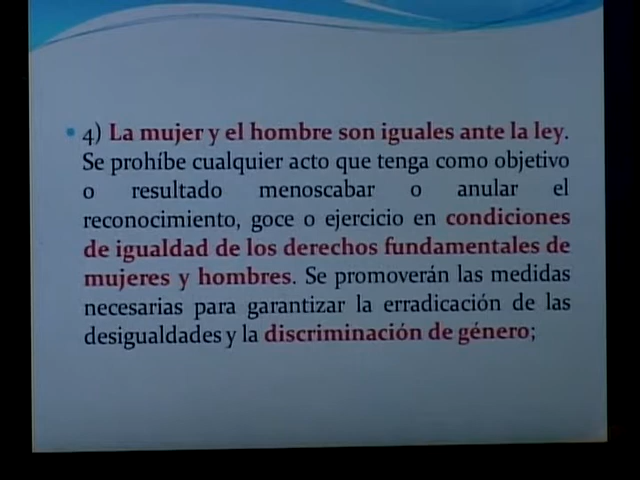 4) La mujer y el hombre son iguales ante la ley.
Se prohíbe cualquier acto que tenga como objetivo
o resultado menoscabar o anular el
reconocimiento, goce o ejercicio en condiciones
de igualdad de los derechos fundamentales de
mujeres y hombres. Se promoverán las medidas
necesarias para garantizar la erradicación de las
desigualdades y la discriminación de género;